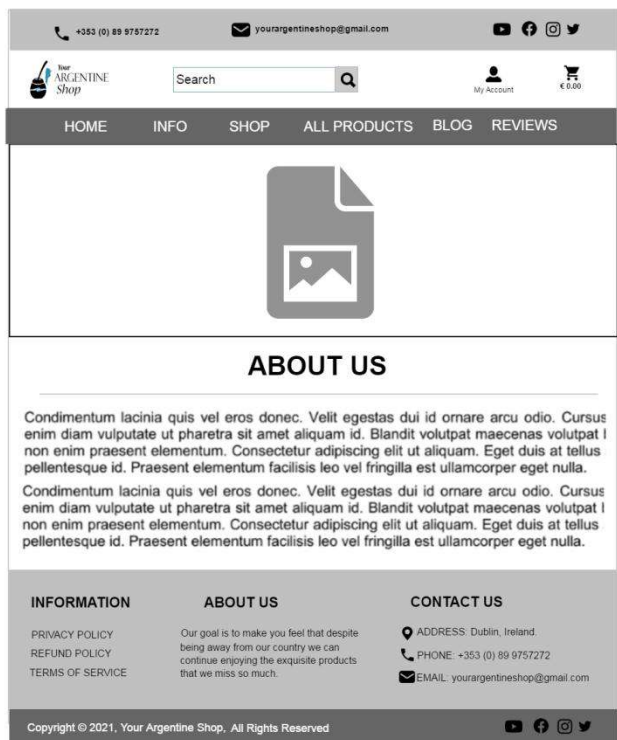 +353 (0) 89 9757272
yourargentineshop@gmail.com
Your
ARGENTINE
Shop
Search
My Account
€ 0.00
HOME INFO SHOP ALL PRODUCTS BLOG REVIEWS
ABOUT US
Condimentum lacinia quis vel eros donec. Velit egestas dui id ornare arcu odio. Cursus
enim diam vulputate ut pharetra sit amet aliquam id. Blandit volutpat maecenas volutpat l
non enim praesent elementum. Consectetur adipiscing elit ut aliquam. Eget duis at tellus
pellentesque id. Praesent elementum facilisis leo vel fringilla est ullamcorper eget nulla.
Condimentum lacinia quis vel eros donec. Velit egestas dui id ornare arcu odio. Cursus
enim diam vulputate ut pharetra sit amet aliquam id. Blandit volutpat maecenas volutpat l
non enim praesent elementum. Consectetur adipiscing elit ut aliquam. Eget duis at tellus
pellentesque id. Praesent elementum facilisis leo vel fringilla est ullamcorper eget nulla.
INFORMATION
PRIVACY POLICY
REFUND POLICY
TERMS OF SERVICE
ABOUT US
Our goal is to make you feel that despite
being away from our country we can
continue enjoying the exquisite products
that we miss so much.
CONTACT US
ADDRESS: Dublin, Ireland.
PHONE: +353 (0) 89 9757272
EMAIL: yourargentineshop@gmail.com
Copyright © 2021, Your Argentine Shop, All Rights Reserved